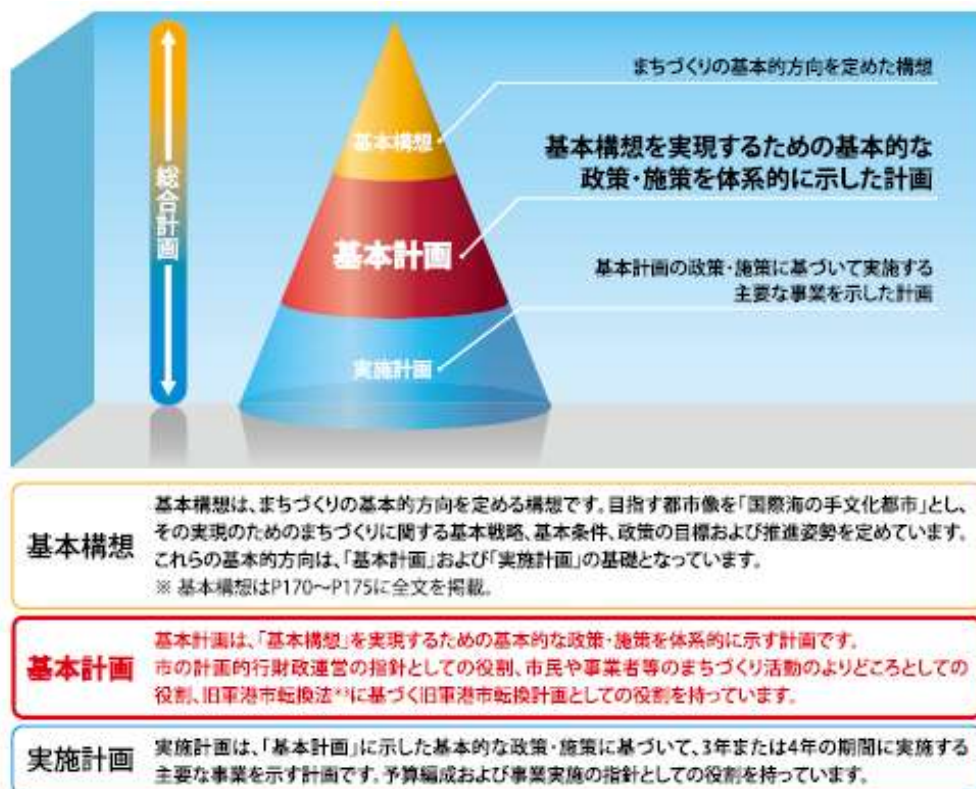 まちづくりの基本的方向を定めた構想
総合計画
基本構想
基本構想を実現するための基本的な
政策・施策を体系的に示した計画
基本計画
基本計画の政策・施策に基づいて実施する
主要な事業を示した計画
実施計画
基本構想
基本構想は、まちづくりの基本的方向を定める構想です。目指す都市像を「国際海の手文化都市」とし、
その実現のためのまちづくりに関する基本戦略、基本条件、政策の目標および推進姿勢を定めています。
これらの基本的方向は、「基本計画」および「実施計画」の基礎となっています。
※ 基本構想はP170〜P175に全文を掲載。
基本計画
基本計画は、「基本構想」を実現するための基本的な政策・施策を体系的に示す計画です。
市の計画的行財政運営の指針としての役割、市民や事業者等のまちづくり活動のよりどころとしての
役割、旧軍港市転換法に基づく旧軍港市転換計画としての役割を持っています。
実施計画
実施計画は、「基本計画」に示した基本的な政策・施策に基づいて、3年または4年の期間に実施する
主要な事業を示す計画です。予算編成および事業実施の指針としての役割を持っています。